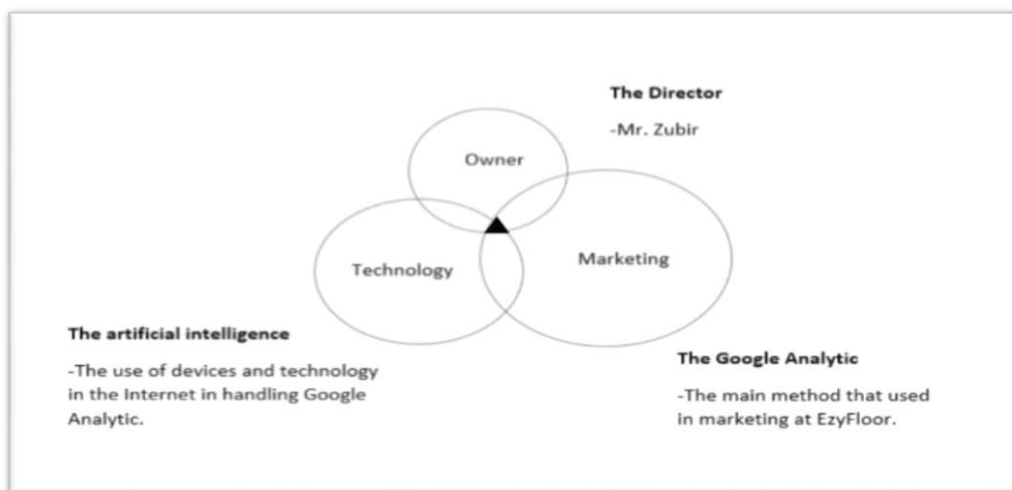 The Director
-Mr. Zubir
Owner
Marketing
Technology
The artificial intelligence
-The use of devices and technology
in the Internet in handling Google
Analytic.
The Google Analytic
-The main method that used
in marketing at EzyFloor.